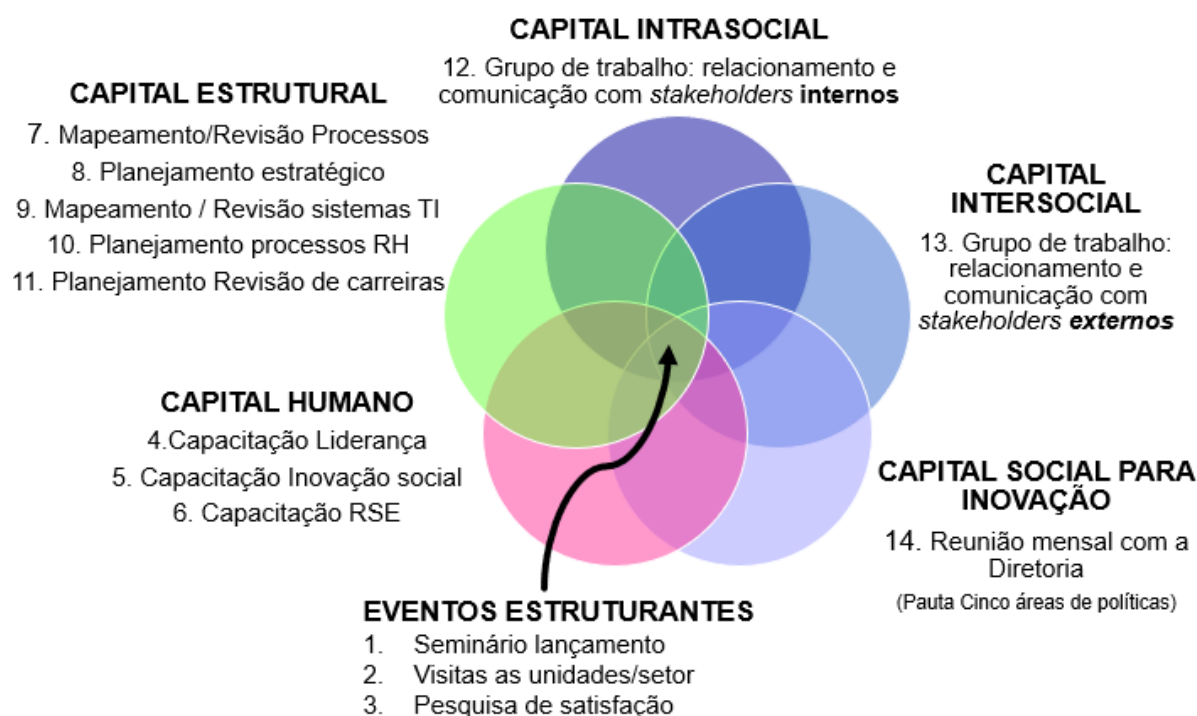 CAPITAL INTRASOCIAL
12. Grupo de trabalho: relacionamento e
comunicação com stakeholders internos
CAPITAL ESTRUTURAL
7. Mapeamento/Revisão Processos
8. Planejamento estratégico
9. Mapeamento / Revisão sistemas TI
10. Planejamento processos RH
11. Planejamento Revisão de carreiras
CAPITAL
INTERSOCIAL
13. Grupo de trabalho:
relacionamento e
comunicação com
stakeholders externos
CAPITAL HUMANO
4.Capacitação Liderança
5. Capacitação Inovação social
6. Capacitação RSE
CAPITAL SOCIAL PARA
INOVAÇÃO
14. Reunião mensal com a
Diretoria
(Pauta Cinco áreas de políticas)
EVENTOS ESTRUTURANTES
1. Seminário lançamento
2. Visitas as unidades/setor
3. Pesquisa de satisfação